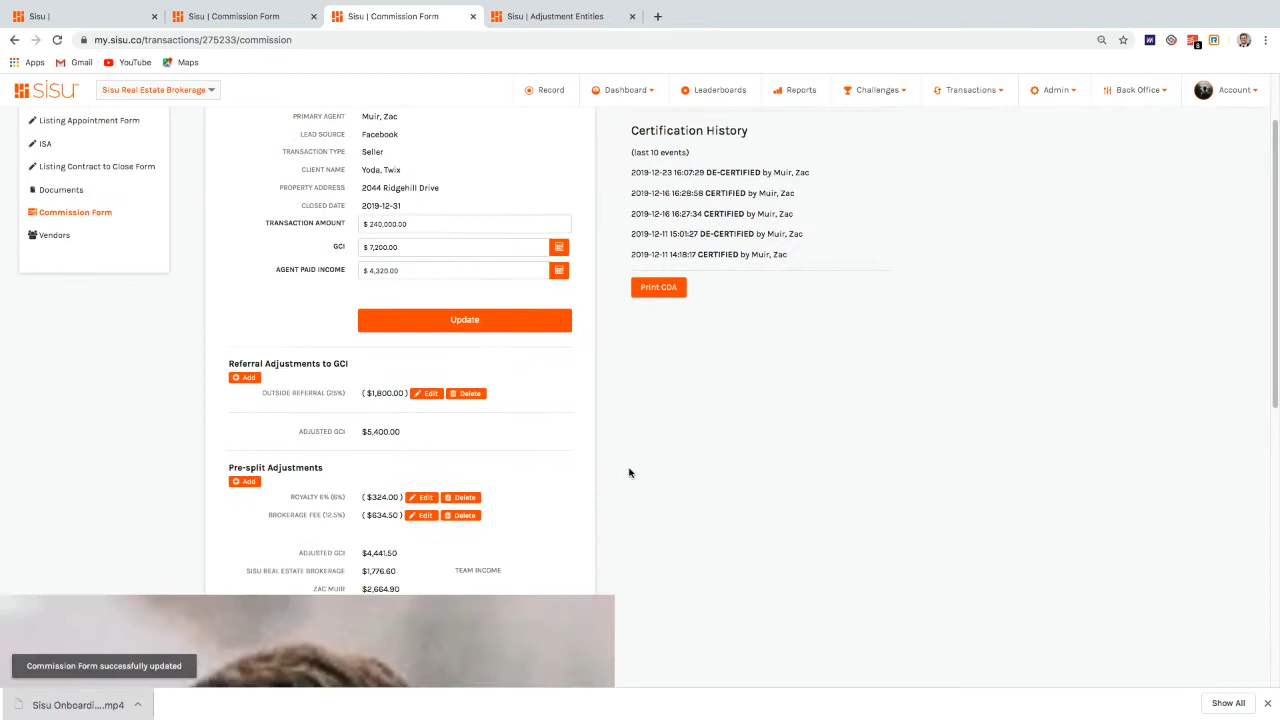 Sisu |
Sisu | Commission Form
Sisu | Commission Form
Sisu | Adjustment Entities
my.sisu.co/transactions/275233/commission
8
Apps Gmail YouTube Maps
sisu Sisu Real Estate Brokerage Record Dashboard Leaderboards Reports Challenges Transactions Admin Back Office Account
Listing Appointment Form
ISA
Listing Contract to Close Form
Documents
Commission Form
Vendors
PRIMARY AGENT Muir, Zac
LEAD SOURCE Facebook
TRANSACTION TYPE Seller
CLIENT NAME Yoda, Twix
PROPERTY ADDRESS 2044 Ridgehill Drive
CLOSED DATE 2019-12-31
TRANSACTION AMOUNT $ 240,000.00
GCI $ 7,200.00
AGENT PAID INCOME $ 4,320.00
Update
Referral Adjustments to GCI
Add
OUTSIDE REFERRAL (25%) ( $1,800.00 ) Edit Delete
ADJUSTED GCI $5,400.00
Pre-split Adjustments
Add
ROYALTY 6% (6%) ( $324.00 ) Edit Delete
BROKERAGE FEE (12.5%) ( $634.50 ) Edit Delete
ADJUSTED GCI $4,441.50
SISU REAL ESTATE BROKERAGE $1,776.60 TEAM INCOME
ZAC MUIR $2,664.90
Certification History
(last 10 events)
2019-12-23 16:07:29 DE-CERTIFIED by Muir, Zac
2019-12-16 16:28:58 CERTIFIED by Muir, Zac
2019-12-16 16:27:34 CERTIFIED by Muir, Zac
2019-12-11 15:01:27 DE-CERTIFIED by Muir, Zac
2019-12-11 14:18:17 CERTIFIED by Muir, Zac
Print CDA
Commission Form successfully updated
Sisu Onboardi....mp4
Show All